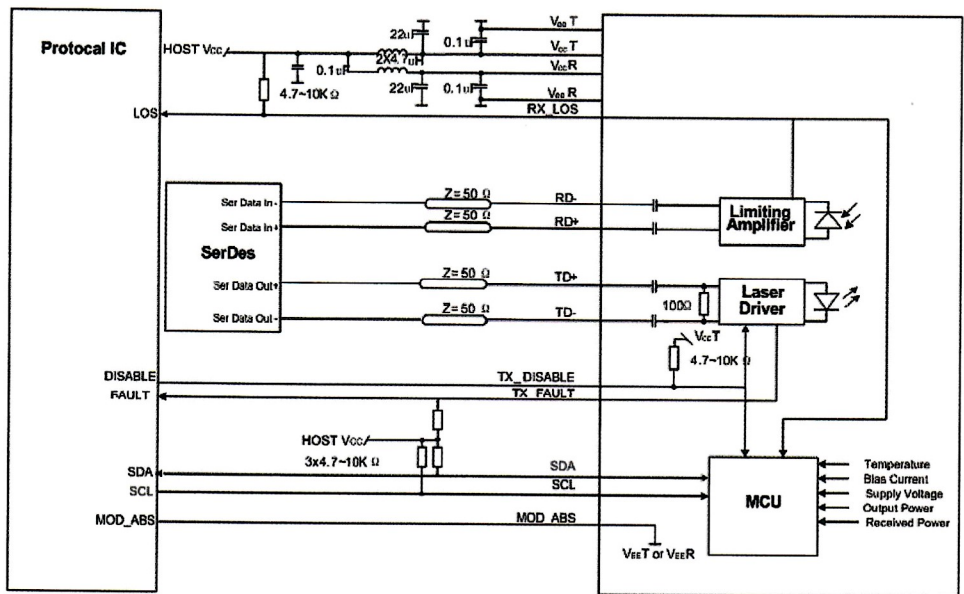 Protocal IC
HOST Vcc
22uF
0.1uF
VeeT
VccT
2X4.7uH
0.1uF
VccR
22uF
0.1uF
VeeR
4.7~10K Ω
LOS
RX_LOS
Z=50 Ω
Ser Data In-
RD-
Z=50 Ω
Ser Data In+
RD+
Limiting
Amplifier
SerDes
Z=50 Ω
Ser Data Out+
TD+
Laser
Driver
100Ω
Z=50 Ω
Ser Data Out-
TD-
VccT
4.7~10K Ω
DISABLE
TX_DISABLE
FAULT
TX_FAULT
HOST Vcc
3x4.7~10K Ω
SDA
SDA
SCL
SCL
MCU
Temperature
Bias Current
Supply Voltage
Output Power
Received Power
MOD_ABS
MOD_ABS
VEET or VEER